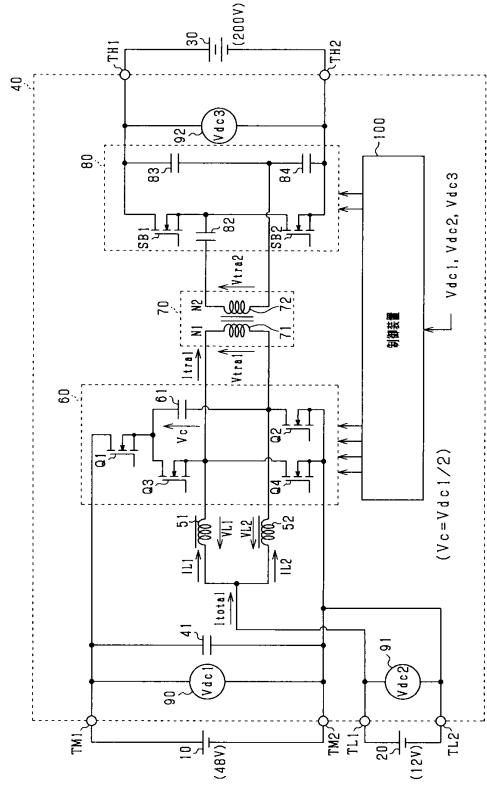 40
TM1
10
(48V)
TM2
TL1
20
(12V)
TL2
90
Vdc1
41
91
Vdc2
Itotal
IL1
IL2
51
VL1
VL2
52
60
Q1
Q3
Vc
61
Q4
Q2
(Vc=Vdc1/2)
Itra1
Vtra1
70
N1
N2
71
72
Vtra2
80
SB1
82
SB2
83
84
92
Vdc3
TH1
30
(200V)
TH2
100
制御装置
Vdc1, Vdc2, Vdc3